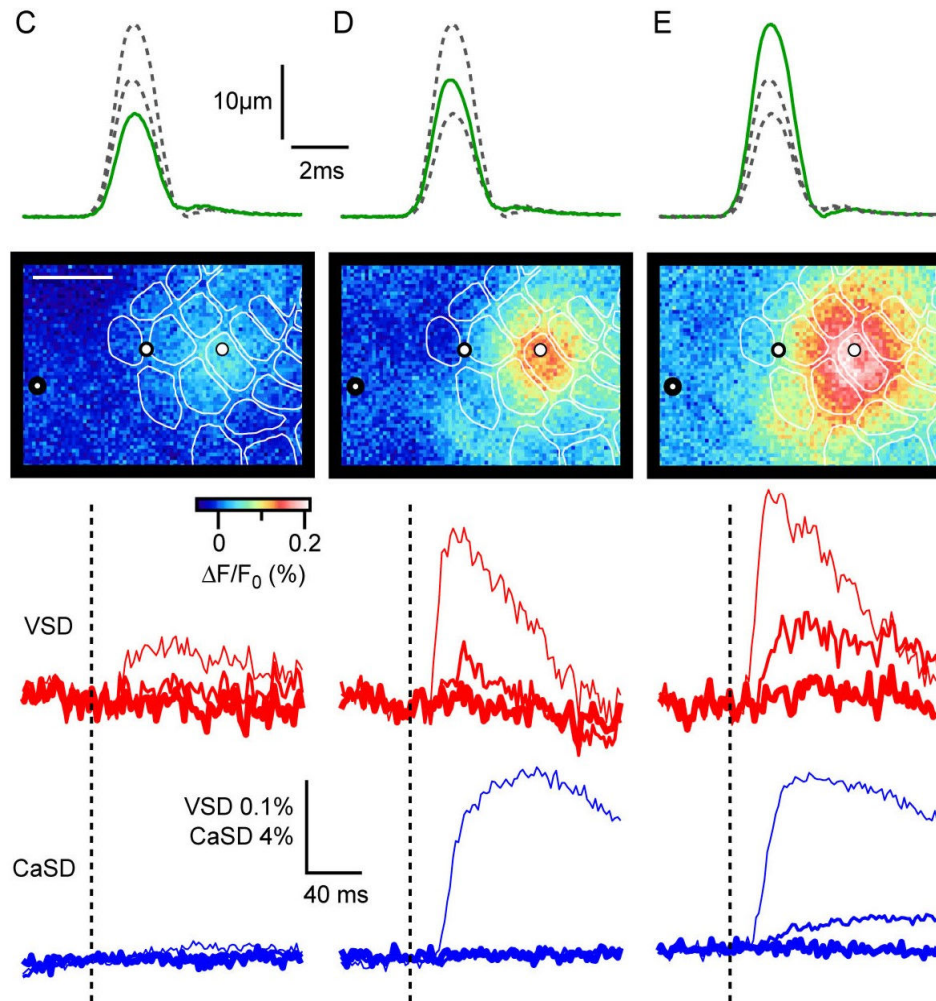 C
D
E
10µm
2ms
0
0.2
ΔF/F₀ (%)
VSD
VSD 0.1%
CaSD 4%
CaSD
40 ms